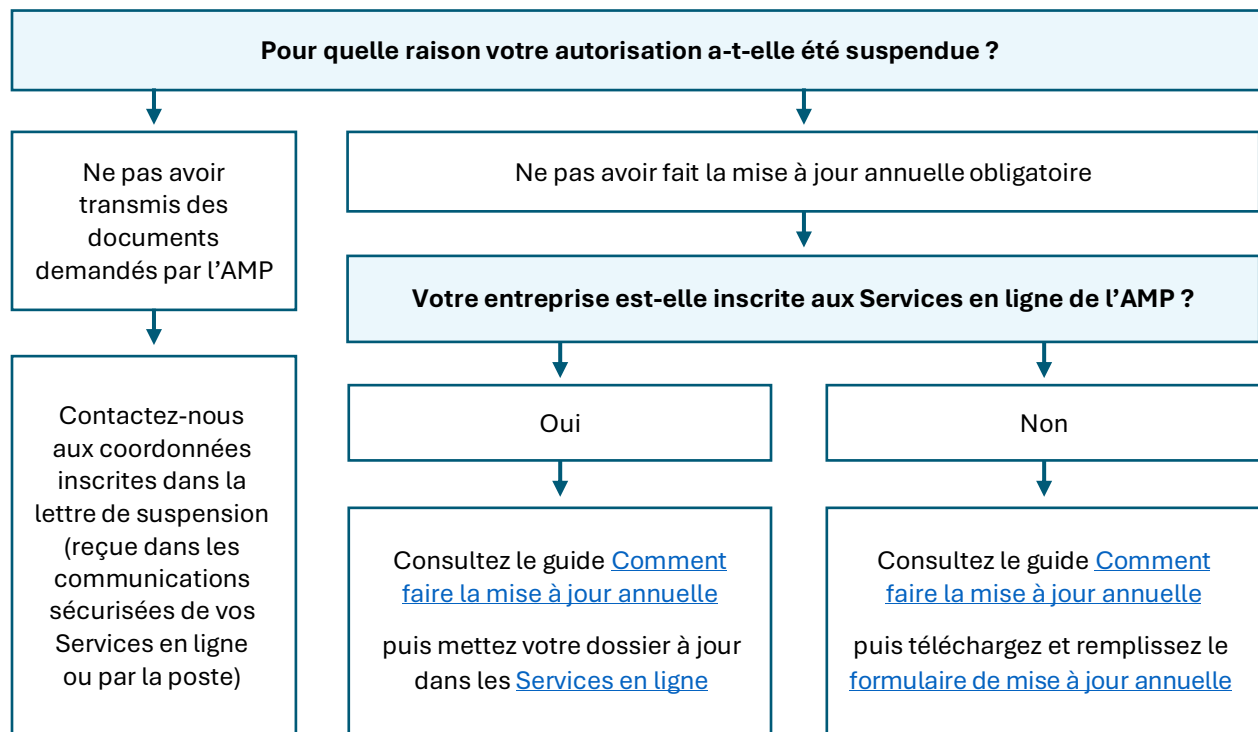 Pour quelle raison votre autorisation a-t-elle été suspendue ?
Ne pas avoir
transmis des
documents
demandés par l’AMP
Contactez-nous
aux coordonnées
inscrites dans la
lettre de suspension
(reçue dans les
communications
sécurisées de vos
Services en ligne
ou par la poste)
Ne pas avoir fait la mise à jour annuelle obligatoire
Votre entreprise est-elle inscrite aux Services en ligne de l’AMP ?
Oui
Consultez le guide Comment
faire la mise à jour annuelle
puis mettez votre dossier à jour
dans les Services en ligne
Non
Consultez le guide Comment
faire la mise à jour annuelle
puis téléchargez et remplissez le
formulaire de mise à jour annuelle